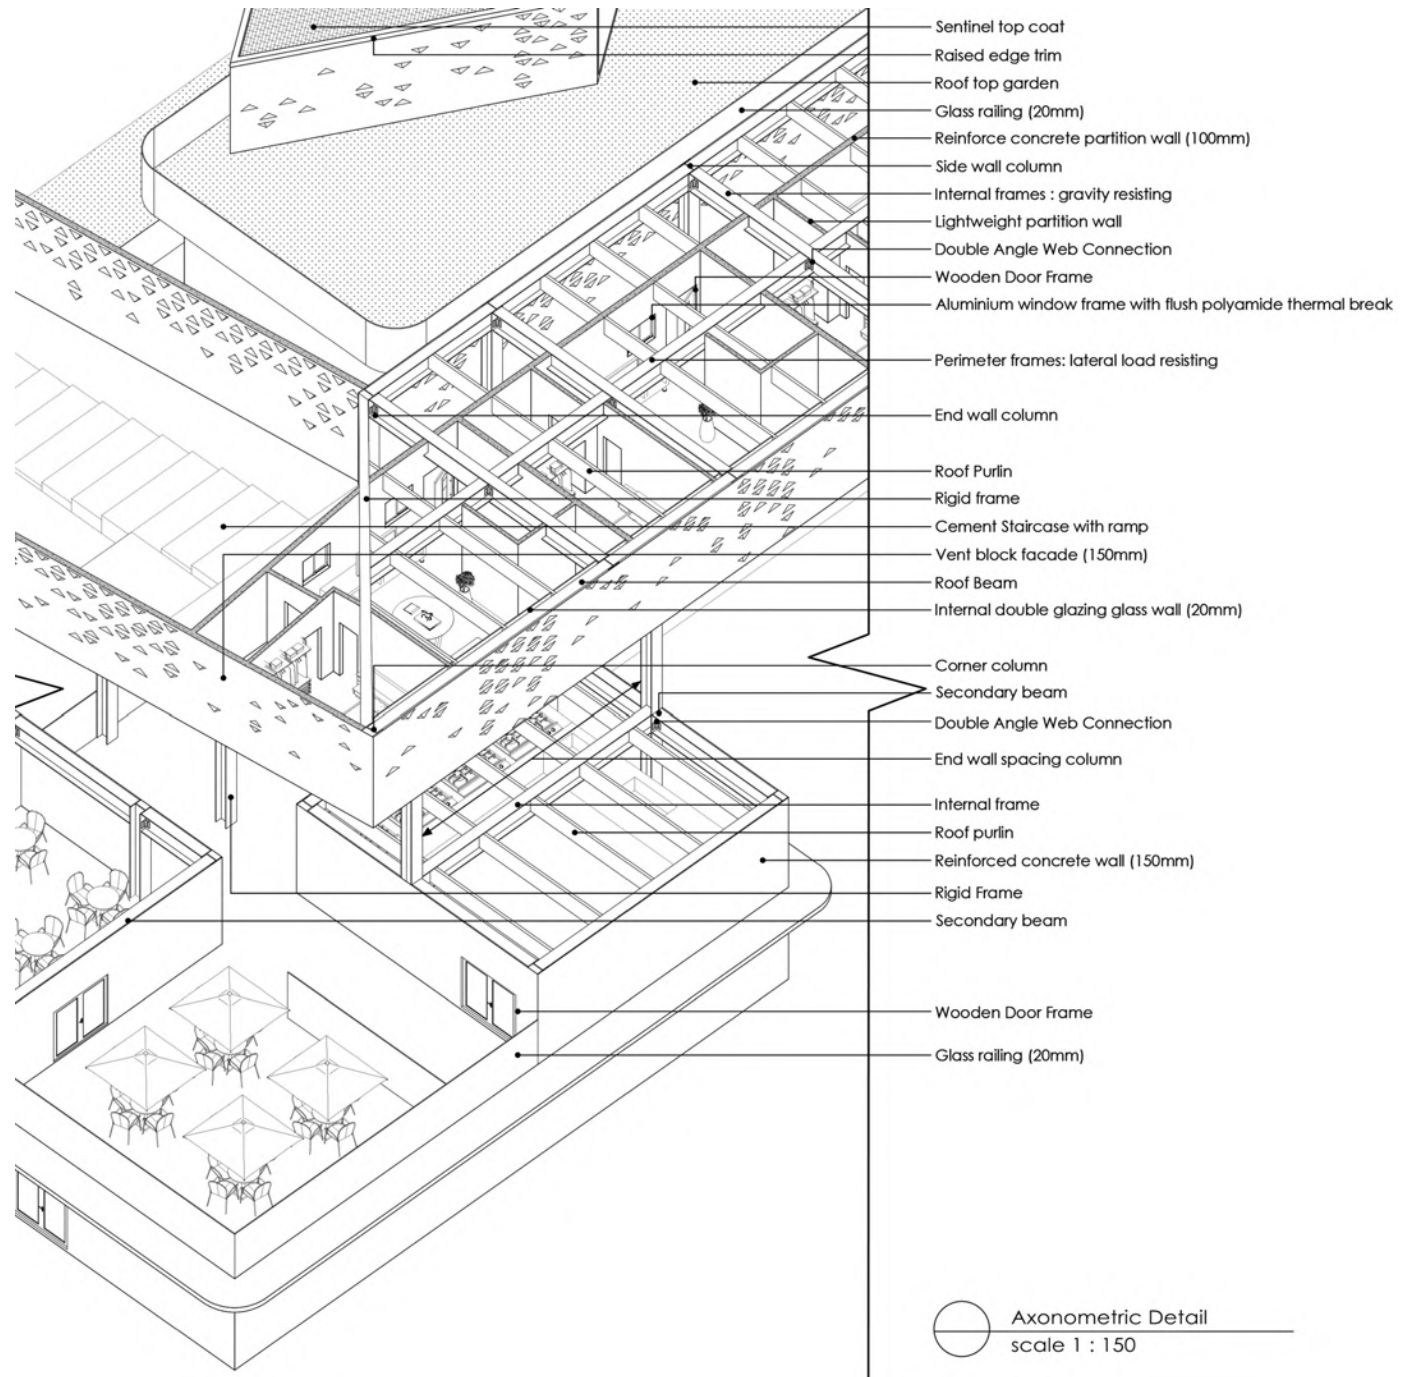 Sentinel top coat
Raised edge trim
Roof top garden
Glass railing (20mm)
Reinforce concrete partition wall (100mm)
Side wall column
Internal frames : gravity resisting
Lightweight partition wall
Double Angle Web Connection
Wooden Door Frame
Aluminium window frame with flush polyamide thermal break
Perimeter frames: lateral load resisting
End wall column
Roof Purlin
Rigid frame
Cement Staircase with ramp
Vent block facade (150mm)
Roof Beam
Internal double glazing glass wall (20mm)
Corner column
Secondary beam
Double Angle Web Connection
End wall spacing column
Internal frame
Roof purlin
Reinforced concrete wall (150mm)
Rigid Frame
Secondary beam
Wooden Door Frame
Glass railing (20mm)
Axonometric Detail
scale 1 : 150